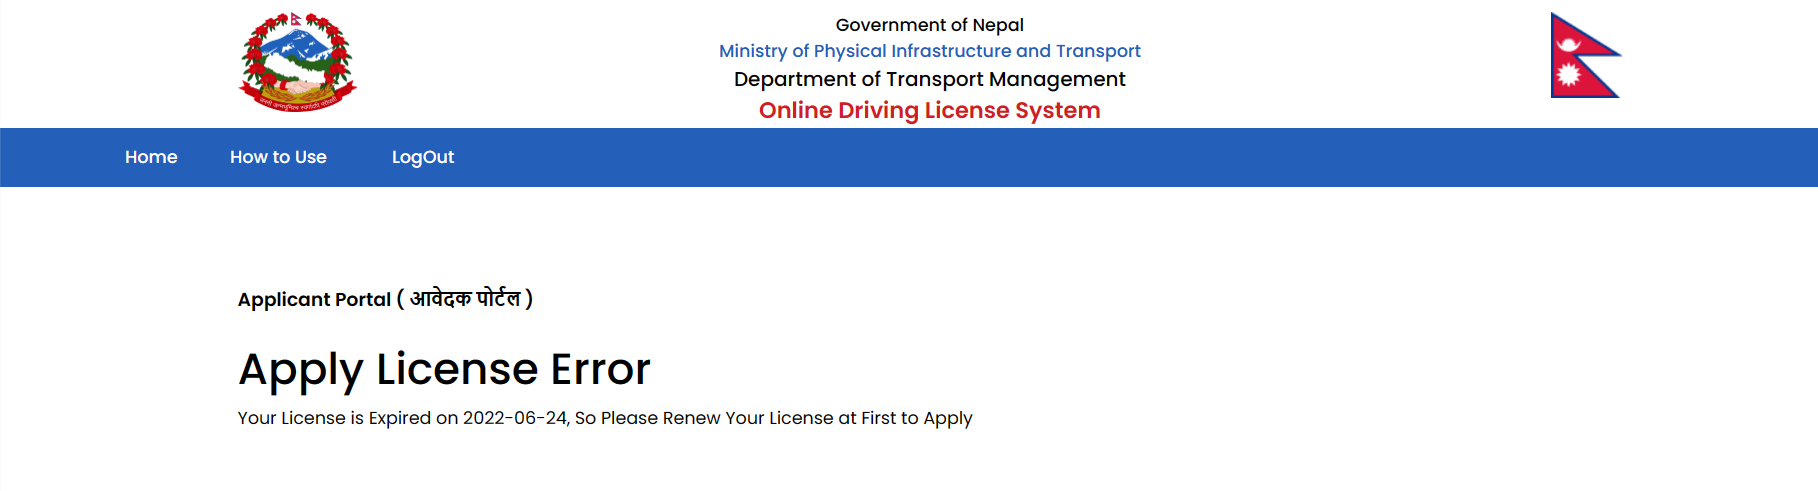 Government of Nepal
Ministry of Physical Infrastructure and Transport
Department of Transport Management
Online Driving License System
Home How to Use LogOut
Applicant Portal ( आवेदक पोर्टल )
Apply License Error
Your License is Expired on 2022-06-24, So Please Renew Your License at First to Apply